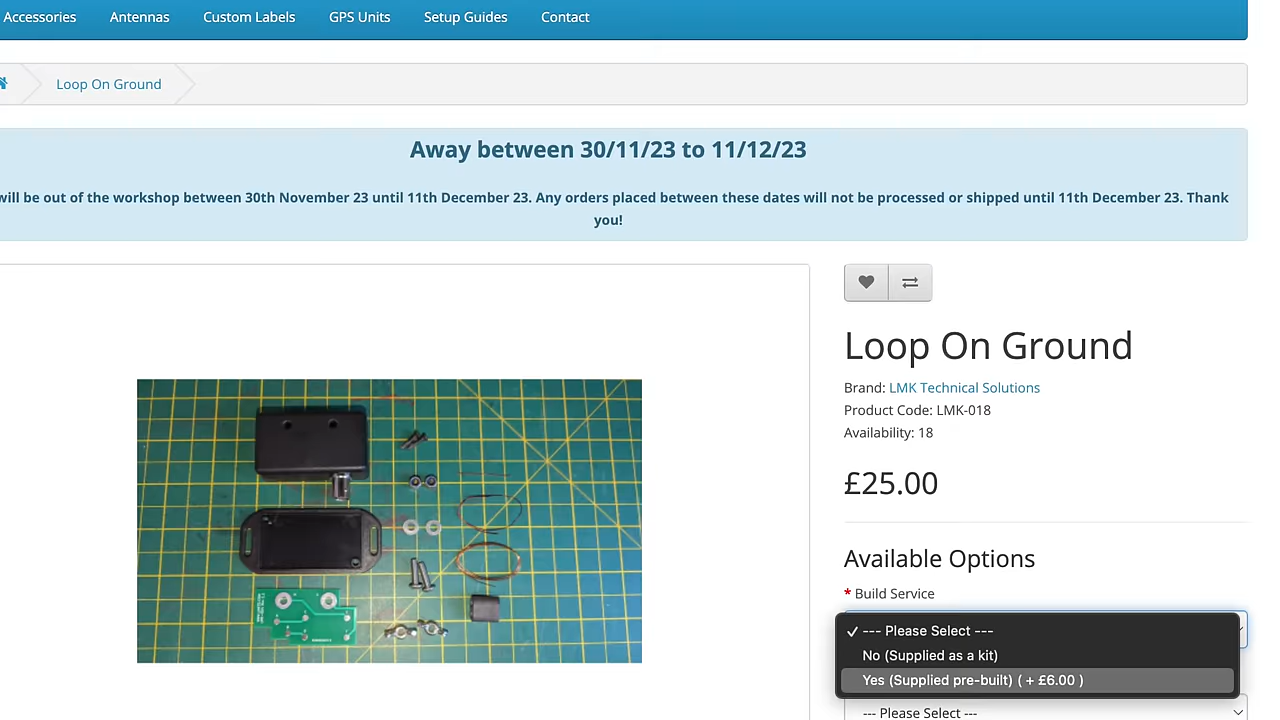 Accessories Antennas Custom Labels GPS Units Setup Guides Contact
Loop On Ground
Away between 30/11/23 to 11/12/23
will be out of the workshop between 30th November 23 until 11th December 23. Any orders placed between these dates will not be processed or shipped until 11th December 23. Thank
you!
Loop On Ground
Brand: LMK Technical Solutions
Product Code: LMK-018
Availability: 18
£25.00
Available Options
* Build Service
✓ --- Please Select ---
No (Supplied as a kit)
Yes (Supplied pre-built) ( + £6.00 )
--- Please Select ---